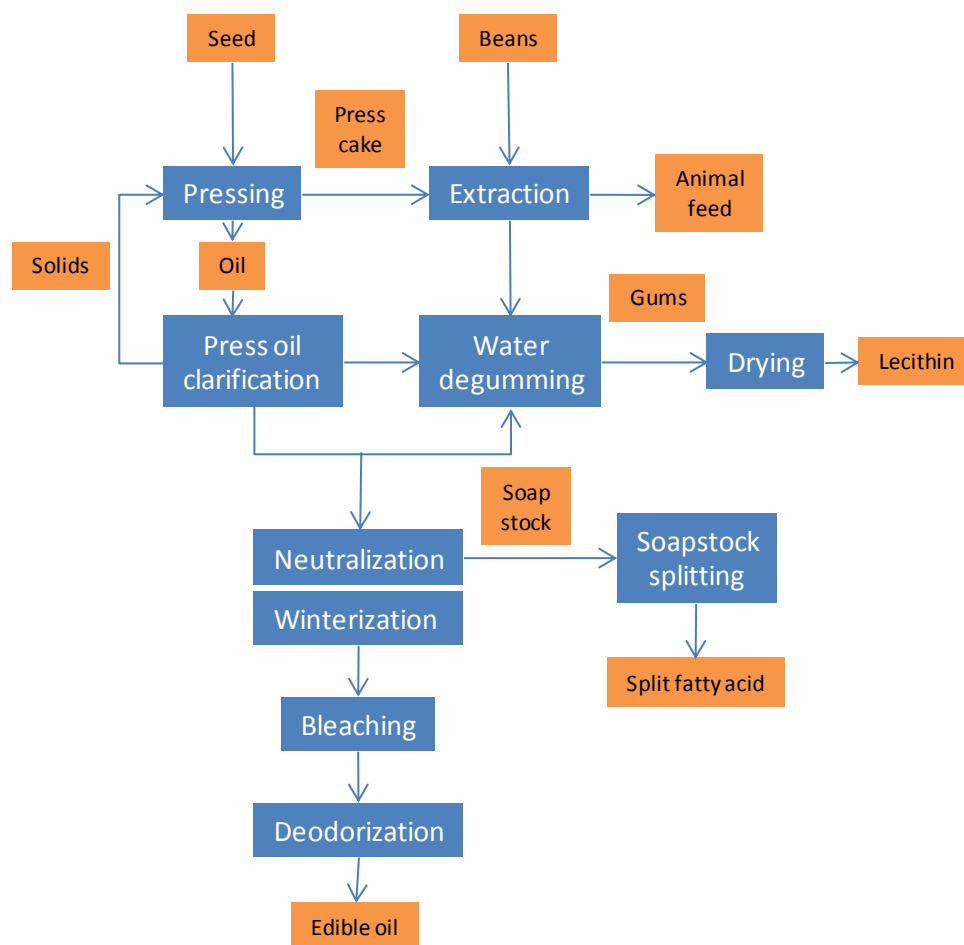 Seed
Beans
Press
cake
Pressing
Extraction
Animal
feed
Solids
Oil
Gums
Press oil
clarification
Water
degumming
Drying
Lecithin
Soap
stock
Neutralization
Soapstock
splitting
Winterization
Split fatty acid
Bleaching
Deodorization
Edible oil